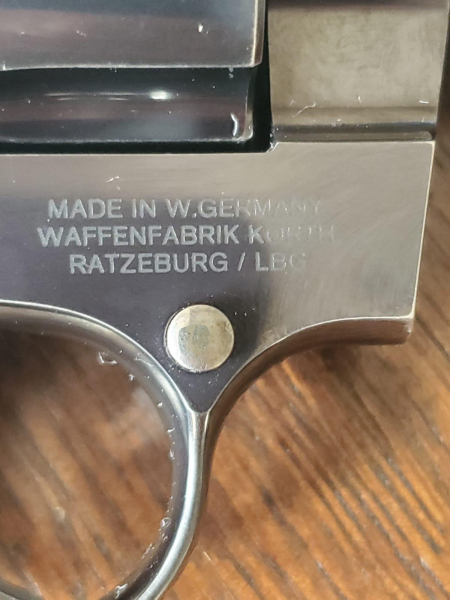 MADE IN W.GERMANY
WAFFENFABRIK KORTH
RATZEBURG / LBG